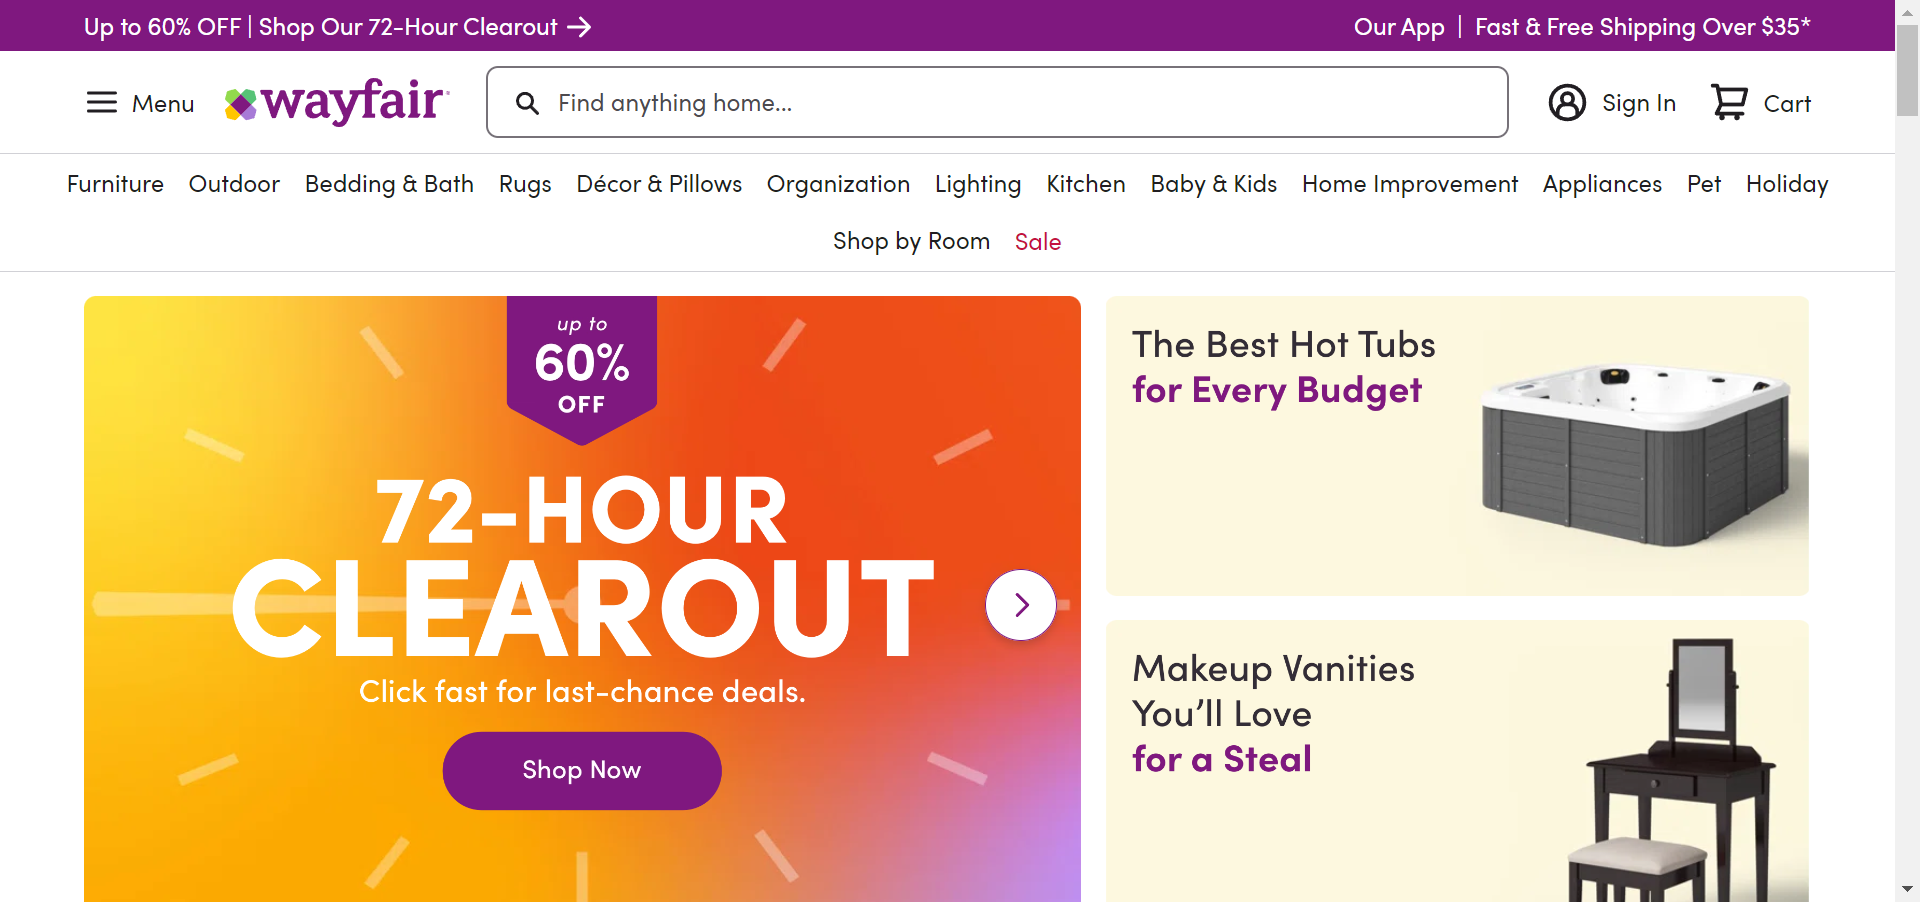 Up to 60% OFF | Shop Our 72-Hour Clearout
Our App | Fast & Free Shipping Over $35*
Menu
wayfair
Find anything home...
Sign In
Cart
Furniture Outdoor Bedding & Bath Rugs Décor & Pillows Organization Lighting Kitchen Baby & Kids Home Improvement Appliances Pet Holiday
Shop by Room Sale
up to
60%
OFF
72-HOUR
CLEAROUT
Click fast for last-chance deals.
Shop Now
The Best Hot Tubs
for Every Budget
Makeup Vanities
You’ll Love
for a Steal